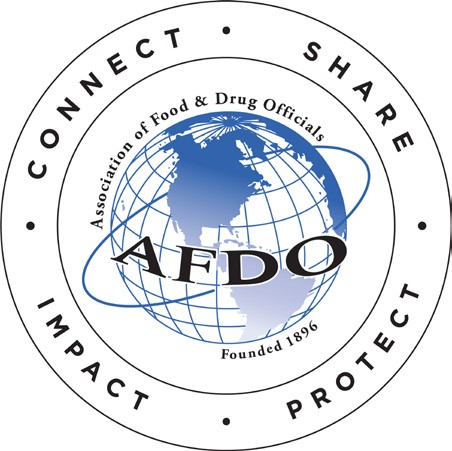 CONNECT • SHARE
Association of Food & Drug Officials
AFDO
Founded 1896
IMPACT • PROTECT